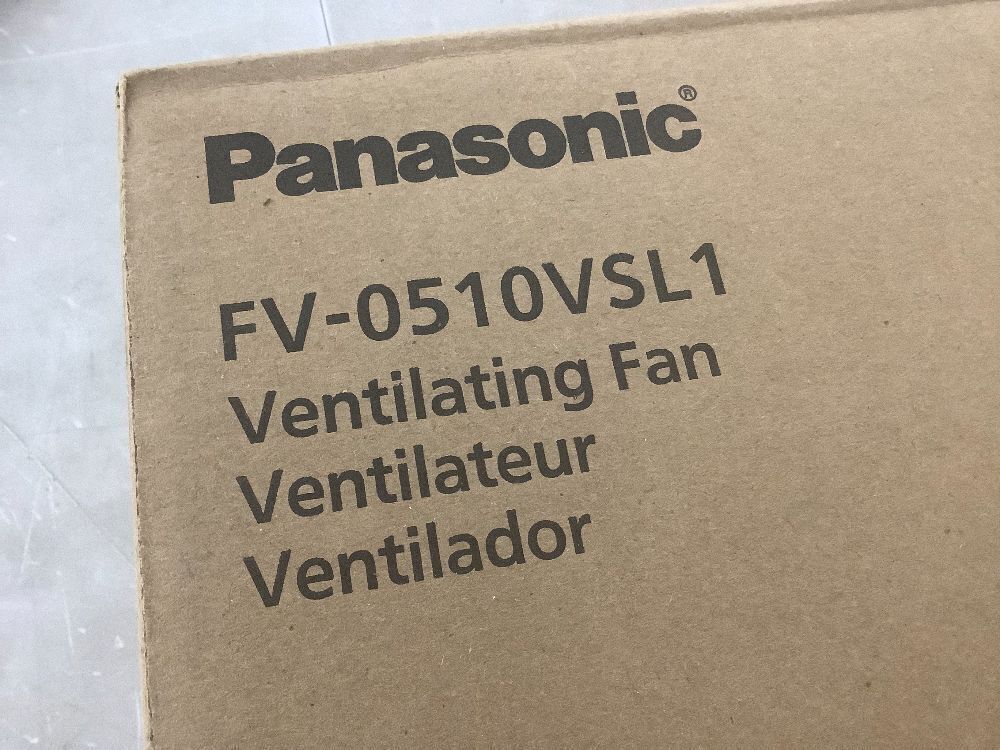 Panasonic®
FV-0510VSL1
Ventilating Fan
Ventilateur
Ventilador